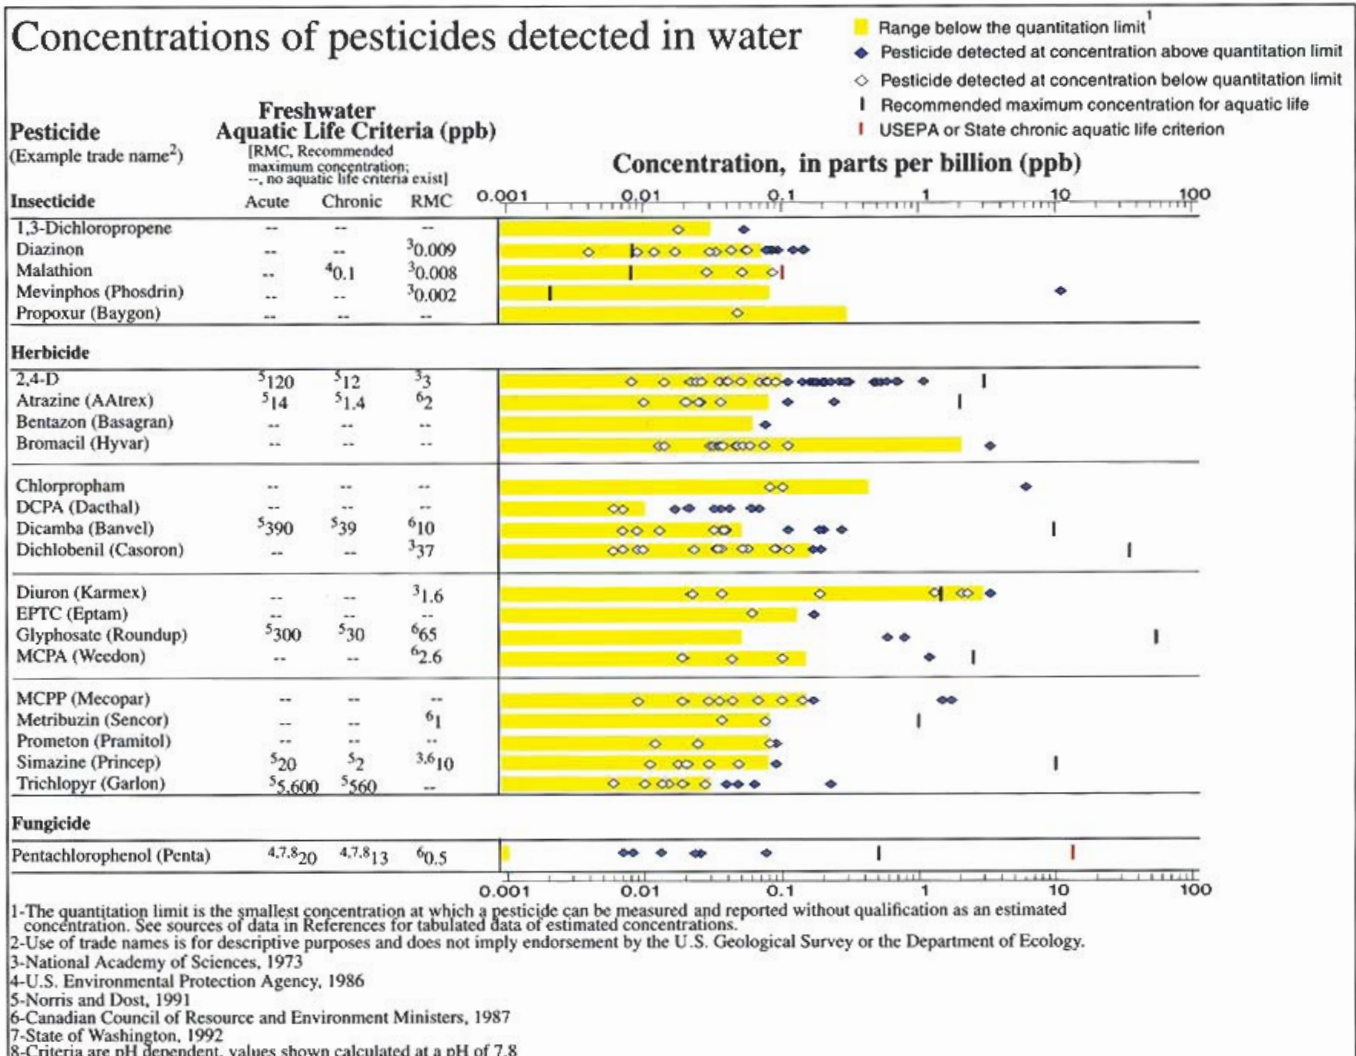 Concentrations of pesticides detected in water
Range below the quantitation limit1
Pesticide detected at concentration above quantitation limit
Pesticide detected at concentration below quantitation limit
Recommended maximum concentration for aquatic life
USEPA or State chronic aquatic life criterion
Pesticide
(Example trade name2)
Freshwater
Aquatic Life Criteria (ppb)
[RMC, Recommended
maximum concentration;
--, no aquatic life criteria exist]
Concentration, in parts per billion (ppb)
Insecticide Acute Chronic RMC 0.001 0.01 0.1 1 10 100
1,3-Dichloropropene -- -- --
Diazinon -- -- 30.009
Malathion -- 40.1 30.008
Mevinphos (Phosdrin) -- -- 30.002
Propoxur (Baygon) -- -- --
Herbicide
2,4-D 5120 512 33
Atrazine (AAtrex) 514 51.4 62
Bentazon (Basagran) -- -- --
Bromacil (Hyvar) -- -- --
Chlorpropham -- -- --
DCPA (Dacthal) -- -- --
Dicamba (Banvel) 5390 539 610
Dichlobenil (Casoron) -- -- 337
Diuron (Karmex) -- -- 31.6
EPTC (Eptam) -- -- --
Glyphosate (Roundup) 5300 530 665
MCPA (Weedon) -- -- 62.6
MCPP (Mecopar) -- -- --
Metribuzin (Sencor) -- -- 61
Prometon (Pramitol) -- -- --
Simazine (Princep) 520 52 3,610
Trichlopyr (Garlon) 55,600 5560 --
Fungicide
Pentachlorophenol (Penta) 4,7,820 4,7,813 60.5
0.001 0.01 0.1 1 10 100
1-The quantitation limit is the smallest concentration at which a pesticide can be measured and reported without qualification as an estimated
concentration. See sources of data in References for tabulated data of estimated concentrations.
2-Use of trade names is for descriptive purposes and does not imply endorsement by the U.S. Geological Survey or the Department of Ecology.
3-National Academy of Sciences, 1973
4-U.S. Environmental Protection Agency, 1986
5-Norris and Dost, 1991
6-Canadian Council of Resource and Environment Ministers, 1987
7-State of Washington, 1992
8-Criteria are pH dependent, values shown calculated at a pH of 7.8